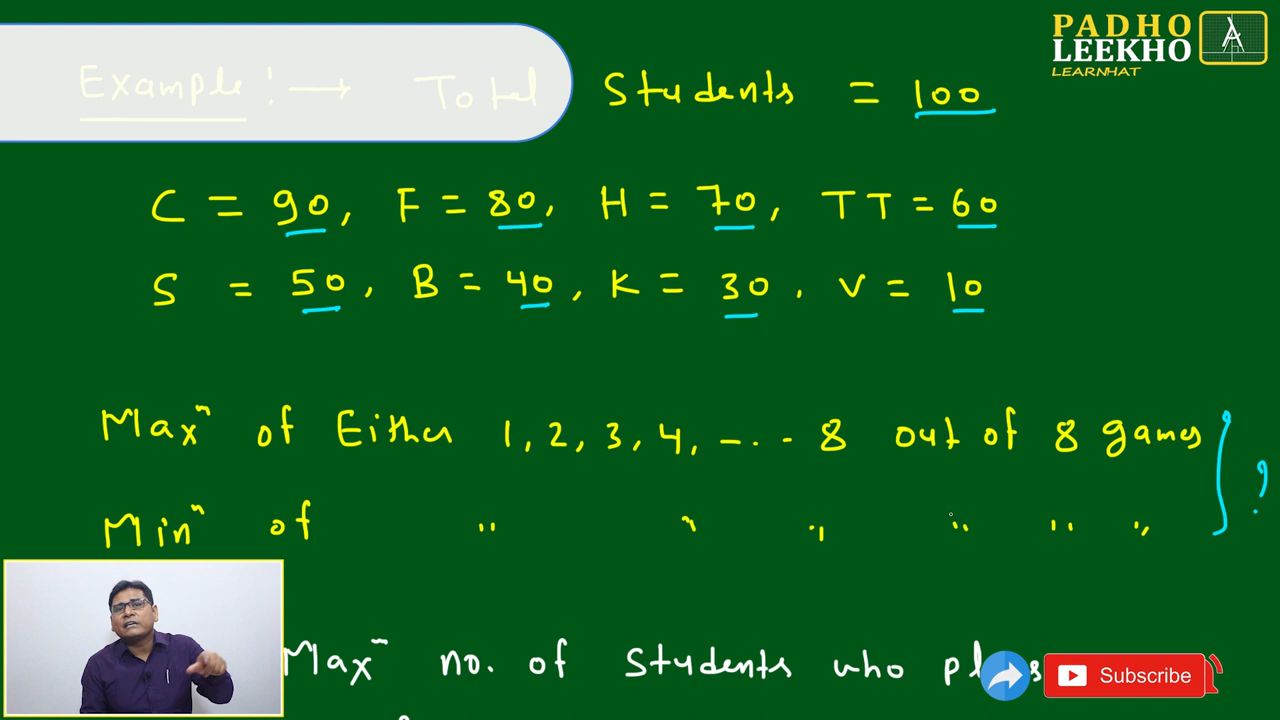 PADHO
LEEKHO
LEARNHAT
Example! → Total Students = 100
C = 90, F = 80, H = 70, TT = 60
S = 50, B = 40, K = 30, V = 10
Maxᵐ of Either 1, 2, 3, 4, -... 8 out of 8 games
Minᵐ of " " " " " " ?
Maxᵐ no. of Students who
Subscribe